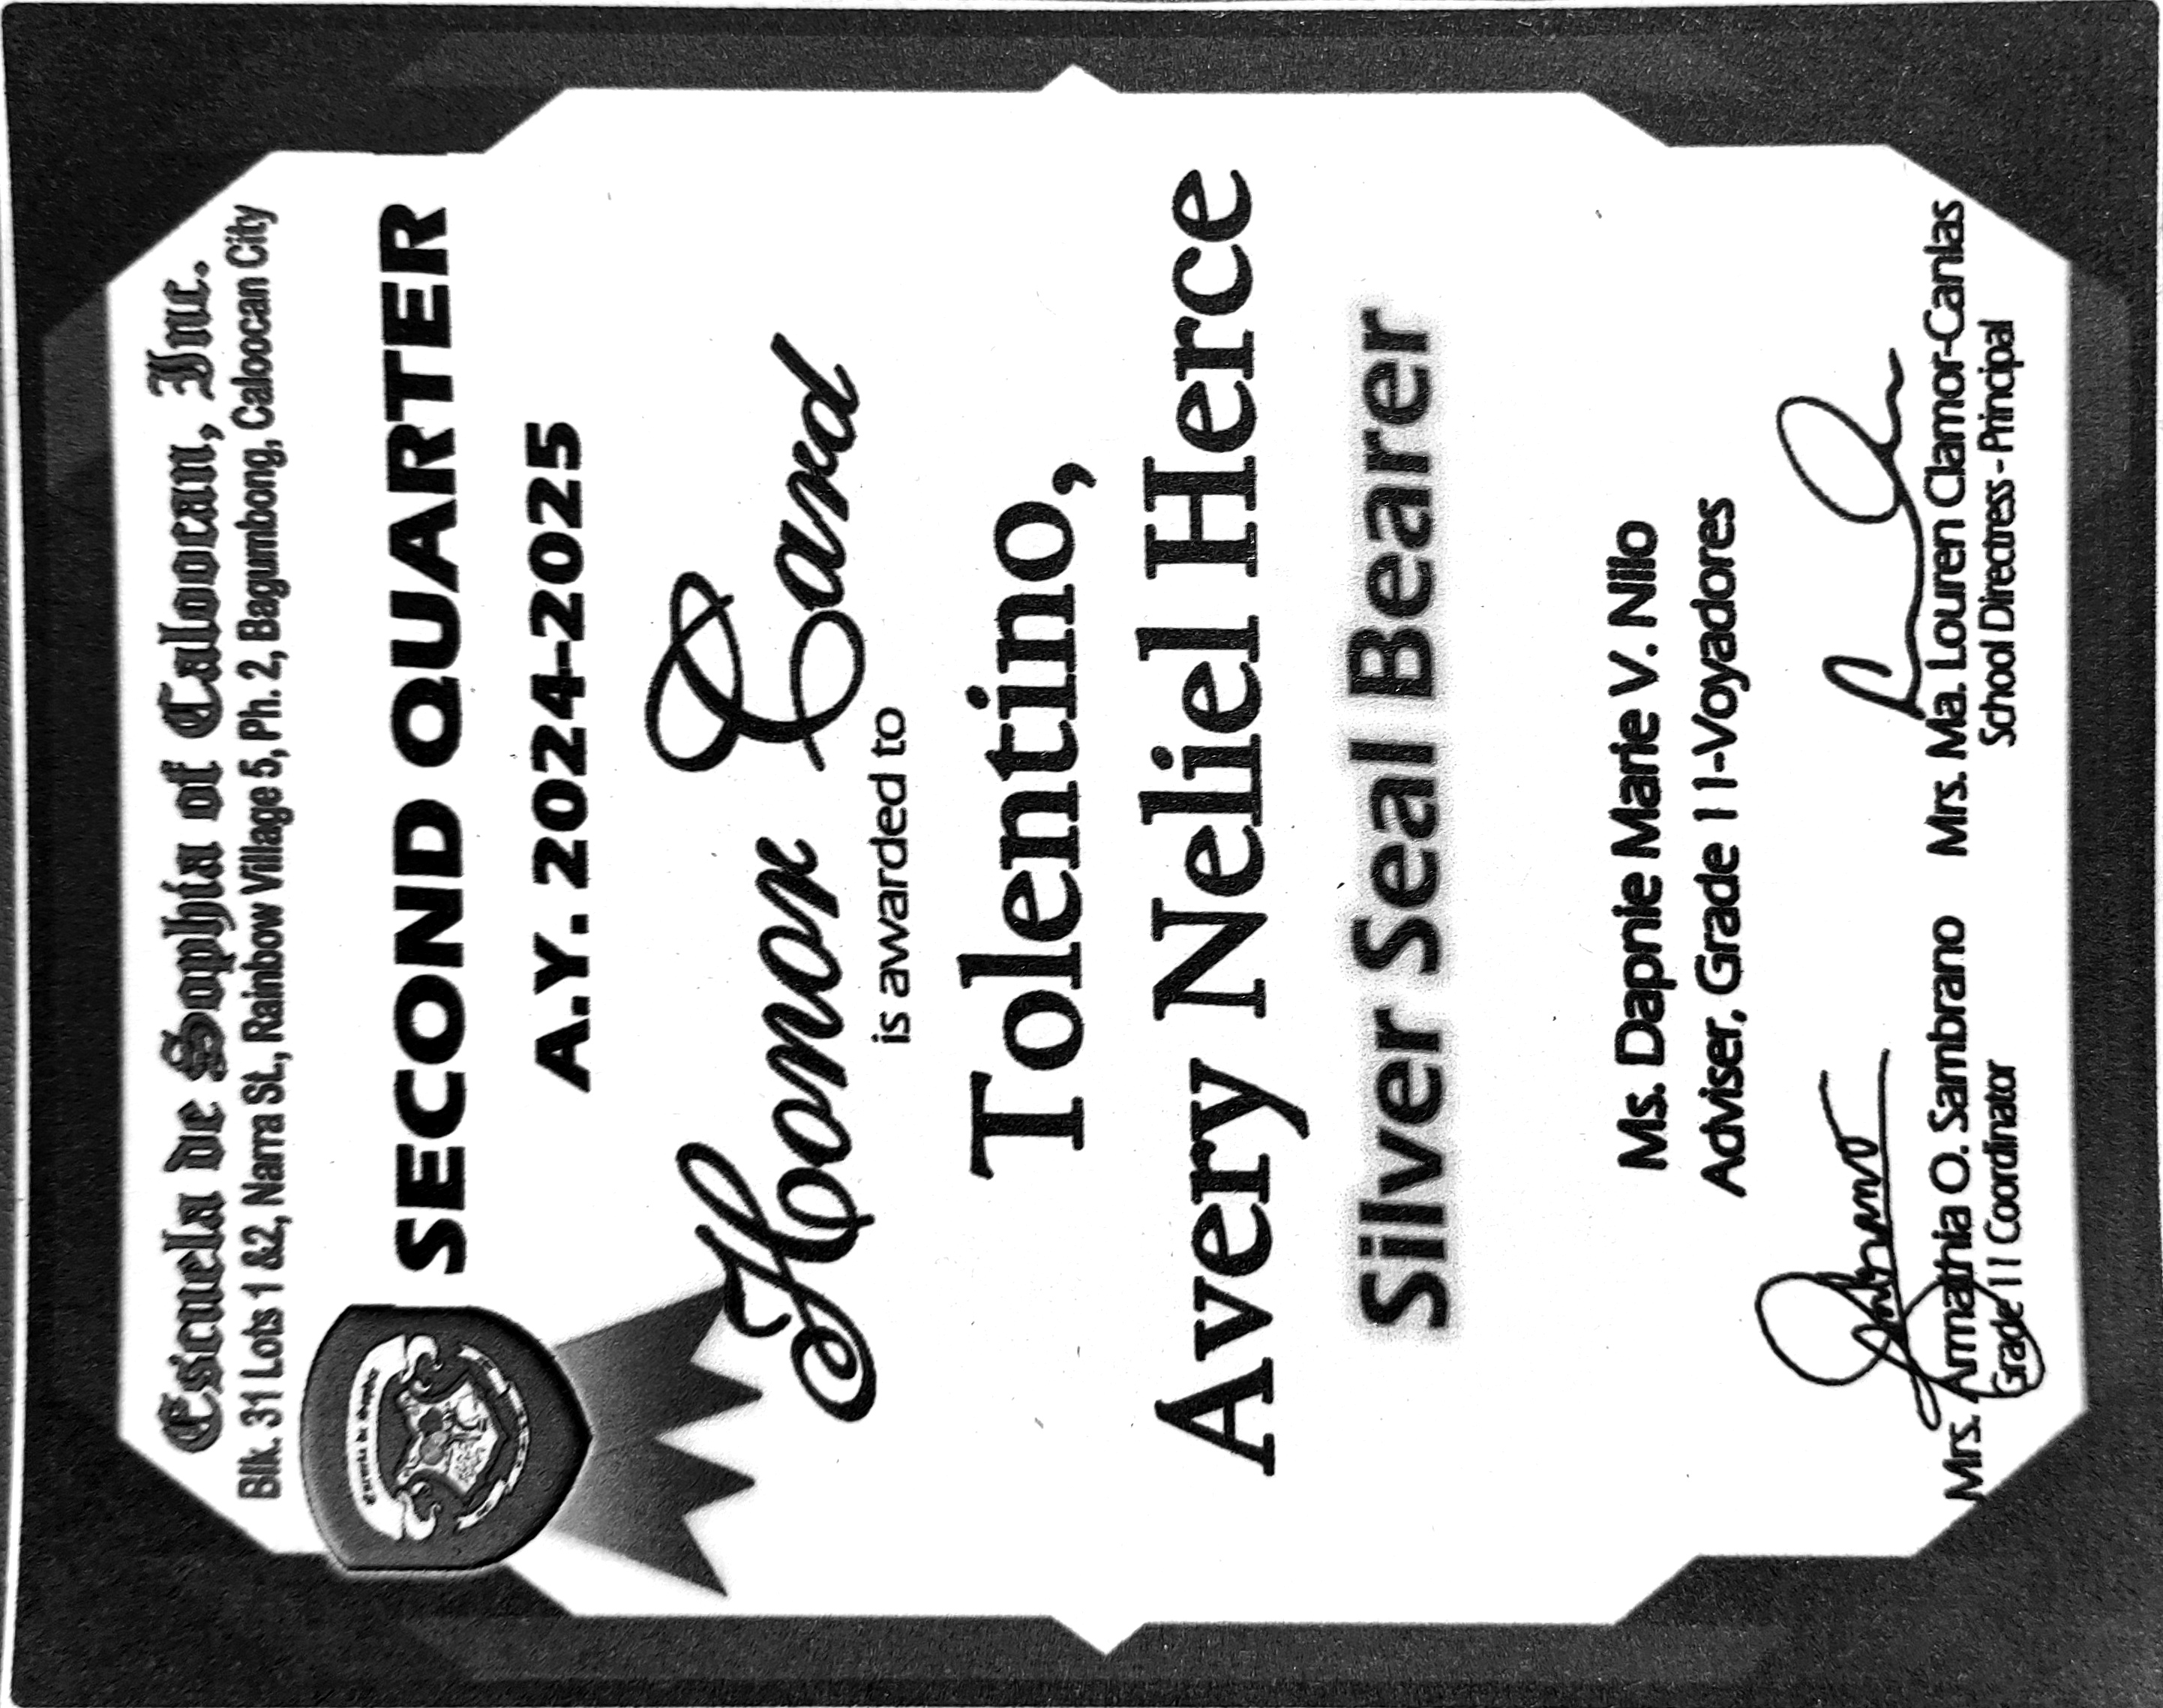 Escuela de Sophia of Caloocan, Inc.
Blk. 31 Lots 1 &2, Narra St., Rainbow Village 5, Ph. 2, Bagumbong, Caloocan City
Escuela de Sophia
SECOND QUARTER
A.Y. 2024-2025
Honor Card
is awarded to
Tolentino,
Avery Neliel Herce
Silver Seal Bearer
Ms. Dapnie Marie V. Nilo
Adviser, Grade 11-Voyadores
Mrs. Armathia O. Sambrano
Grade 11 Coordinator
Mrs. Ma. Louren Clamor-Canlas
School Directress - Principal